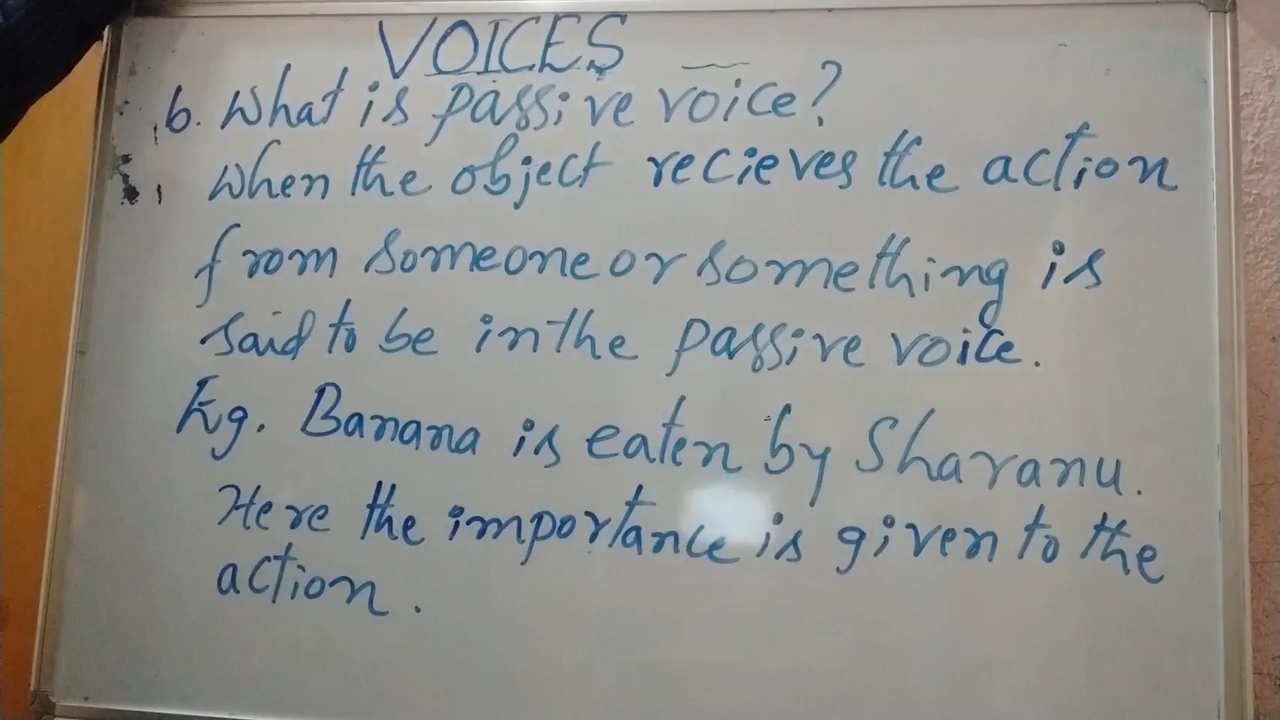 VOICES
6. What is passive voice?
When the object recieves the action
from someone or something is
said to be in the passive voice.
Eg. Banana is eaten by Sharanu.
Here the importance is given to the
action.